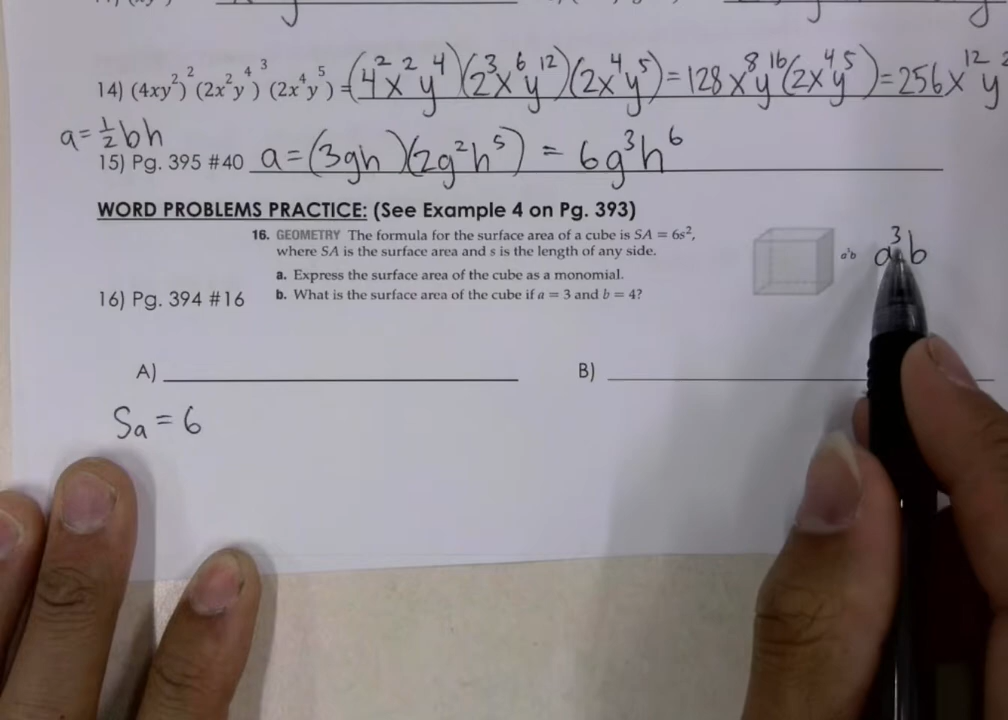 14) (4xy²)² (2x²y⁴)³ (2x⁴y⁵) = (4²x²y⁴)(2³x⁶y¹²)(2x⁴y⁵) = 128x⁸y¹⁶(2x⁴y⁵) = 256x¹²y²
a = ½bh
15) Pg. 395 #40 a = (3gh)(2g²h⁵) = 6g³h⁶
WORD PROBLEMS PRACTICE: (See Example 4 on Pg. 393)
16. GEOMETRY The formula for the surface area of a cube is SA = 6s²,
where SA is the surface area and s is the length of any side.
a³b a³b
a. Express the surface area of the cube as a monomial.
16) Pg. 394 #16 b. What is the surface area of the cube if a = 3 and b = 4?
A) B)
Sa = 6